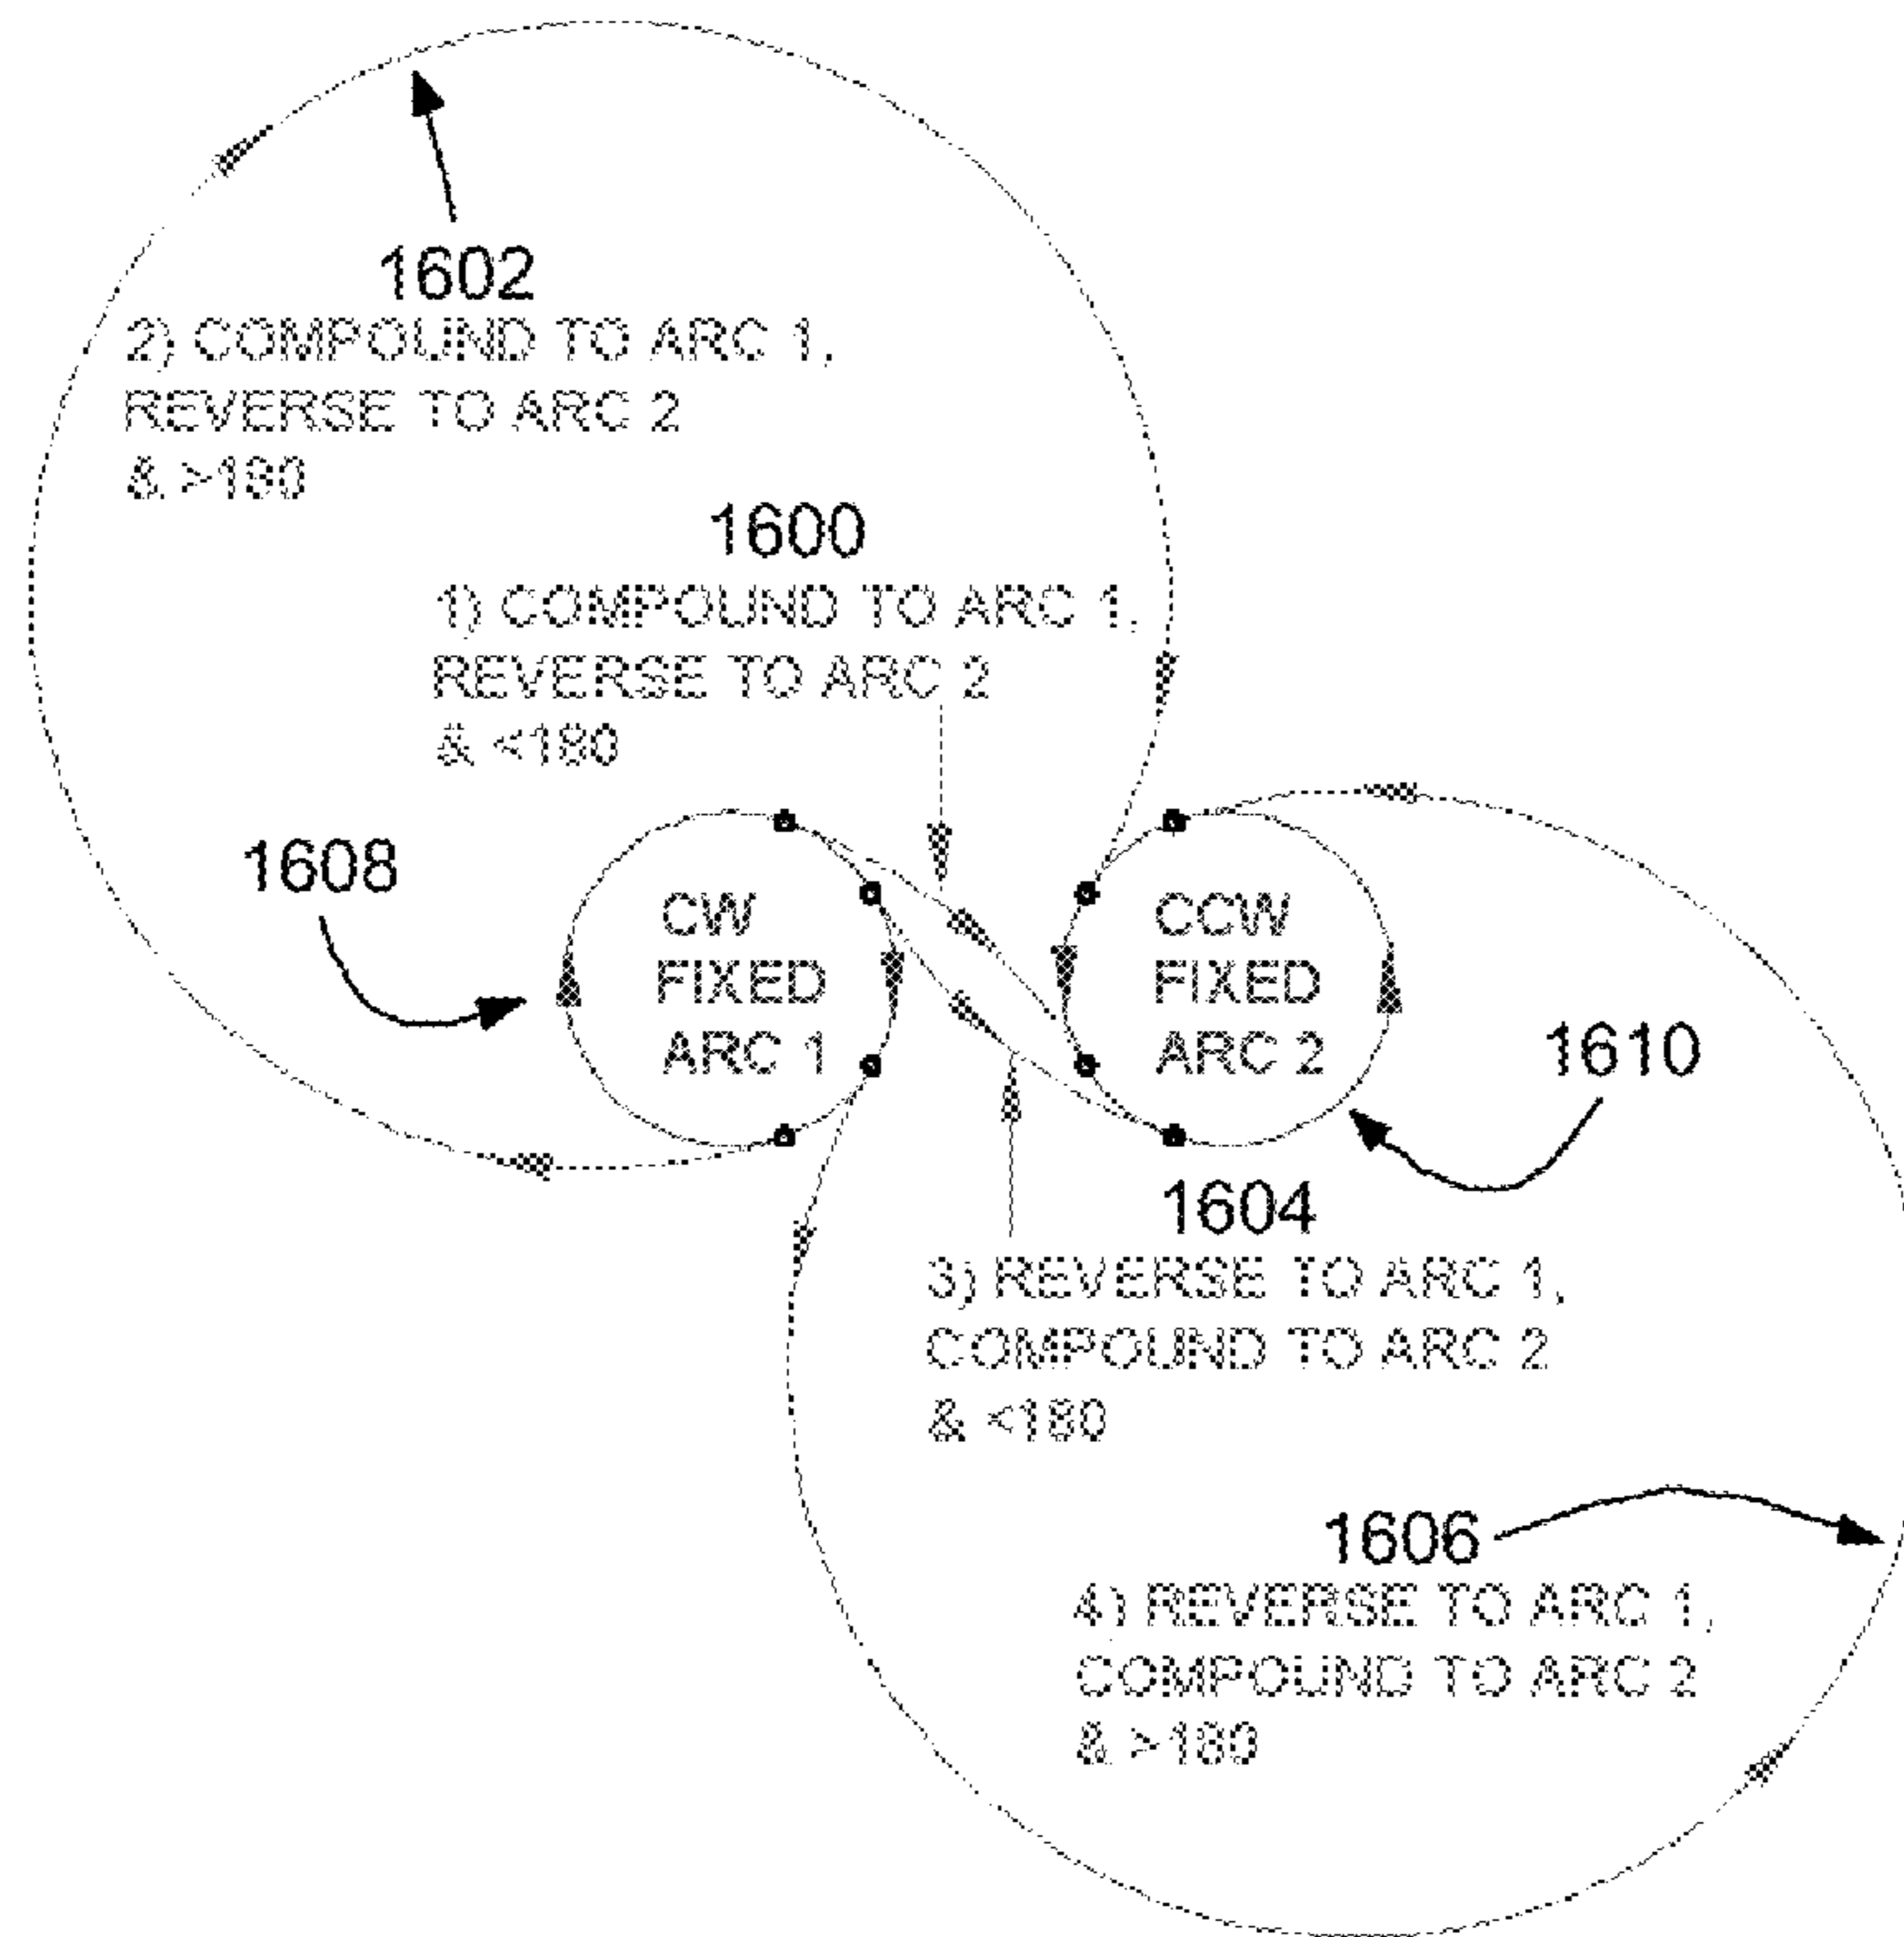 1602
2) COMPOUND TO ARC 1,
REVERSE TO ARC 2
& >180
1600
1) COMPOUND TO ARC 1,
REVERSE TO ARC 2
& <180
1608
CW
FIXED
ARC 1
CCW
FIXED
ARC 2
1610
1604
3) REVERSE TO ARC 1,
COMPOUND TO ARC 2
& <180
1606
4) REVERSE TO ARC 1,
COMPOUND TO ARC 2
& >180